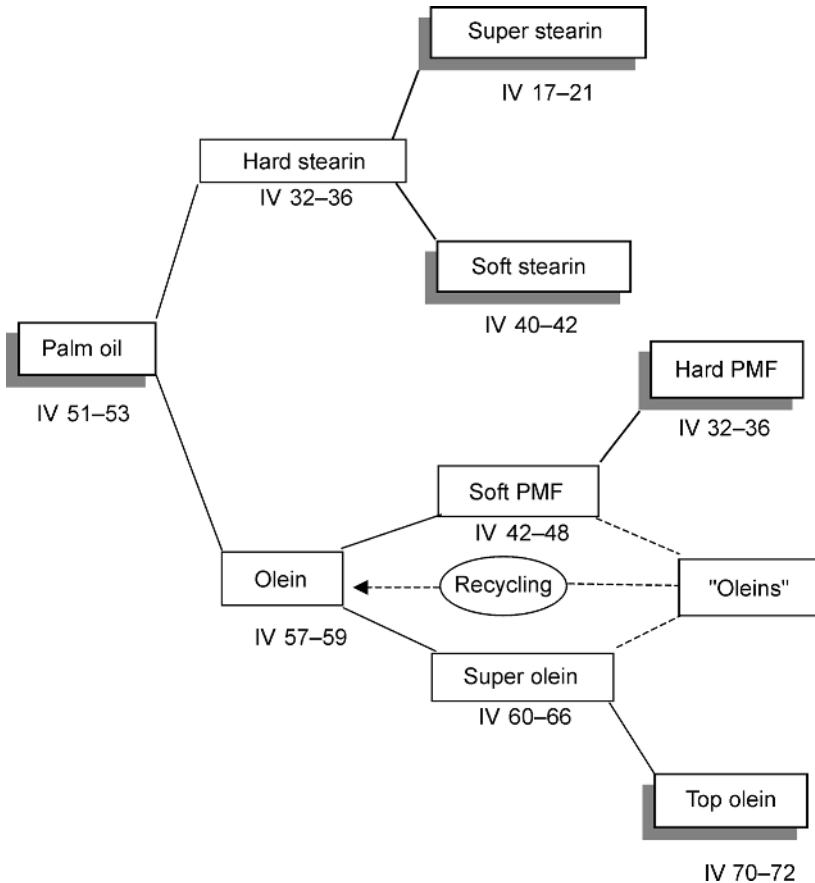 Super stearin
IV 17–21
Hard stearin
IV 32–36
Soft stearin
IV 40–42
Palm oil
IV 51–53
Hard PMF
IV 32–36
Soft PMF
IV 42–48
Olein
IV 57–59
Recycling
"Oleins"
Super olein
IV 60–66
Top olein
IV 70–72